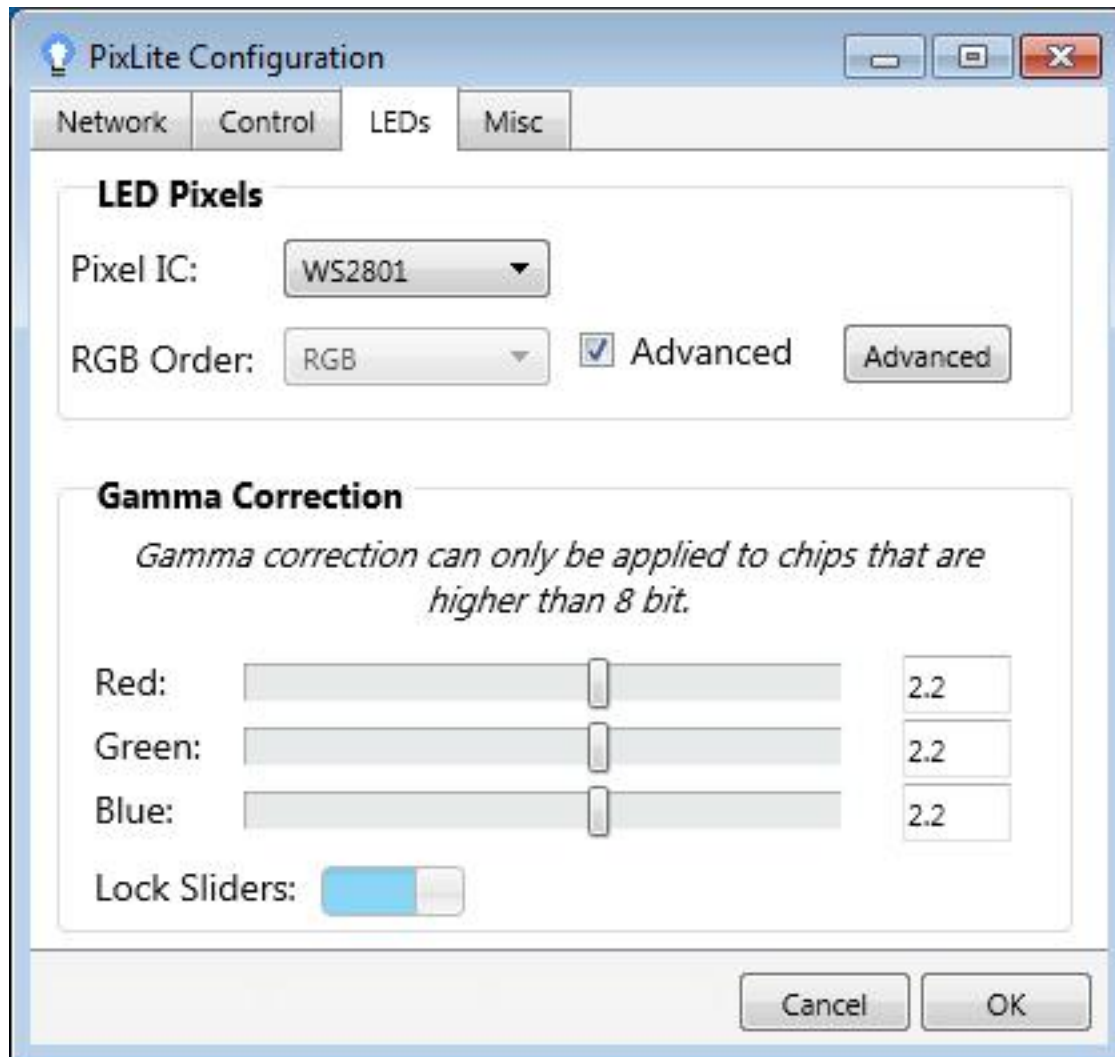 PixLite Configuration
Network Control LEDs Misc
LED Pixels
Pixel IC: WS2801
RGB Order: RGB Advanced Advanced
Gamma Correction
Gamma correction can only be applied to chips that are
higher than 8 bit.
Red: 2.2
Green: 2.2
Blue: 2.2
Lock Sliders:
Cancel OK